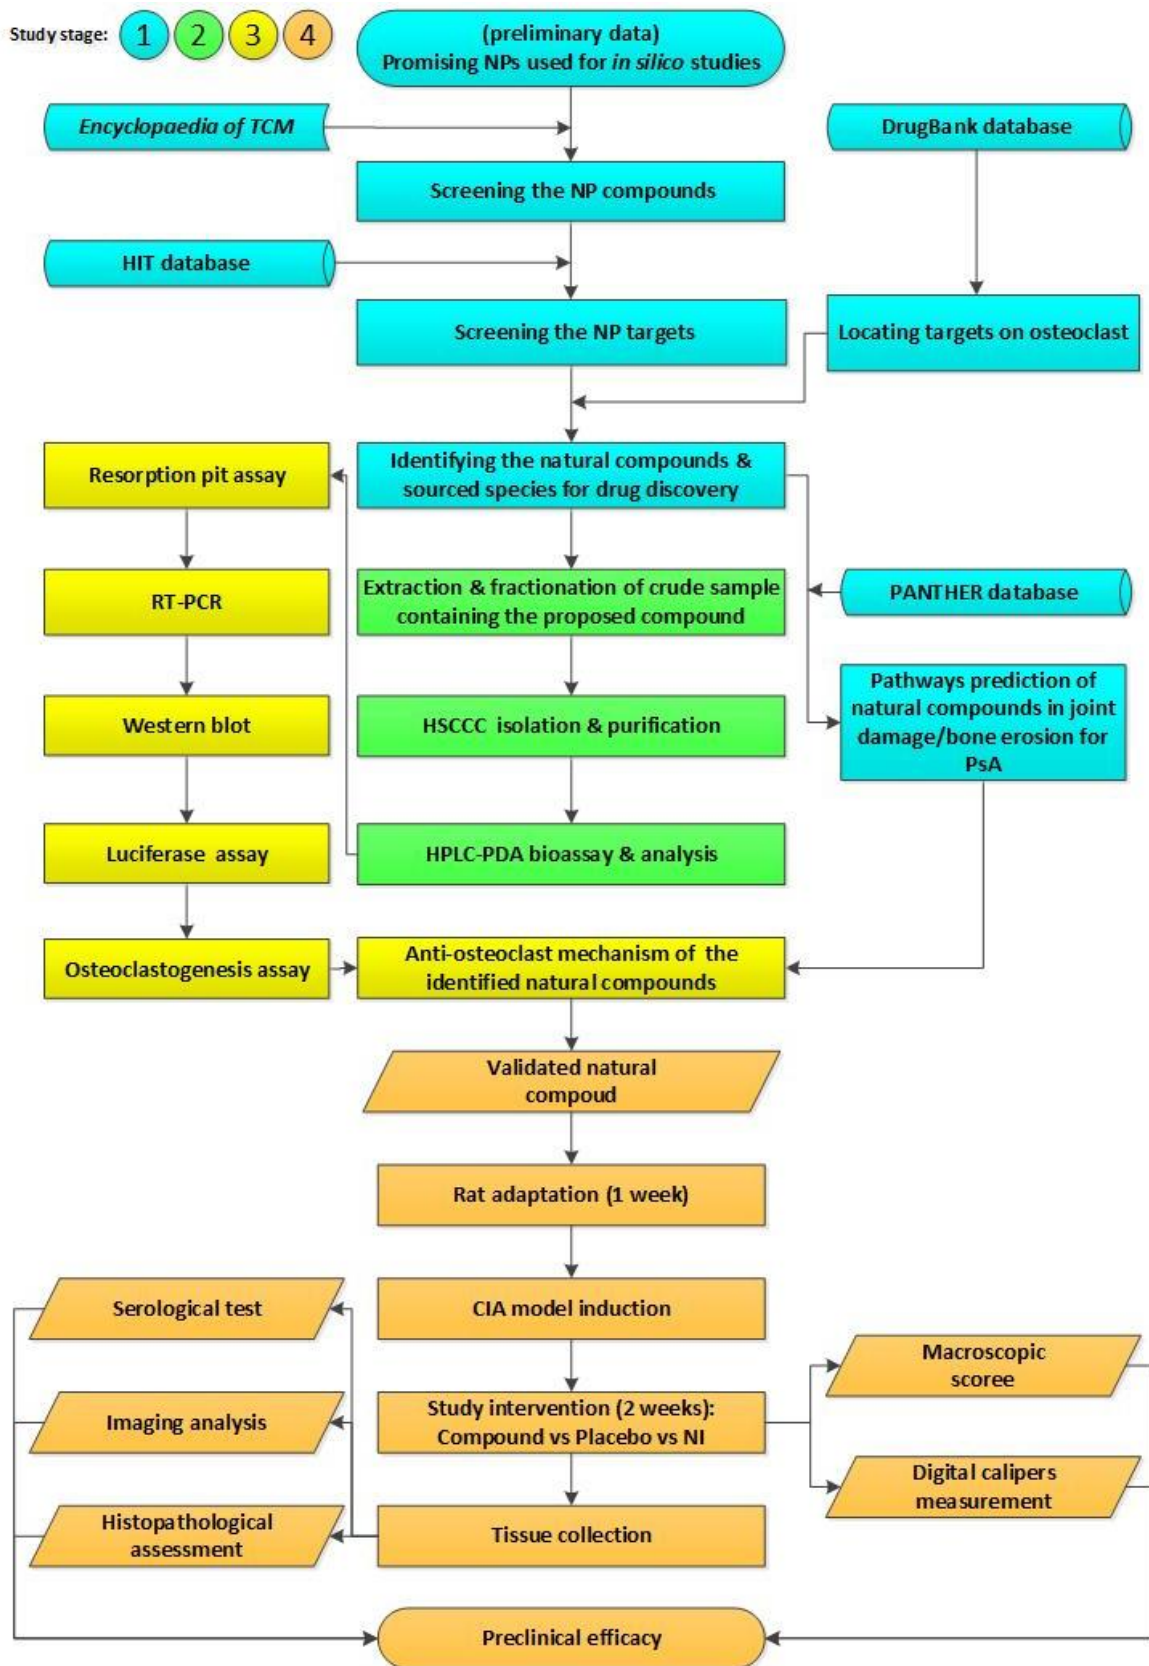 Study stage: 1 2 3 4
(preliminary data)
Promising NPs used for in silico studies
Encyclopaedia of TCM
DrugBank database
Screening the NP compounds
HIT database
Screening the NP targets
Locating targets on osteoclast
Resorption pit assay
Identifying the natural compounds &
sourced species for drug discovery
RT-PCR
Extraction & fractionation of crude sample
containing the proposed compound
PANTHER database
Western blot
HSCCC isolation & purification
Pathways prediction of
natural compounds in joint
damage/bone erosion for
PsA
Luciferase assay
HPLC-PDA bioassay & analysis
Osteoclastogenesis assay
Anti-osteoclast mechanism of the
identified natural compounds
Validated natural
compoud
Rat adaptation (1 week)
Serological test
CIA model induction
Macroscopic
scoree
Imaging analysis
Study intervention (2 weeks):
Compound vs Placebo vs NI
Digital calipers
measurement
Histopathological
assessment
Tissue collection
Preclinical efficacy